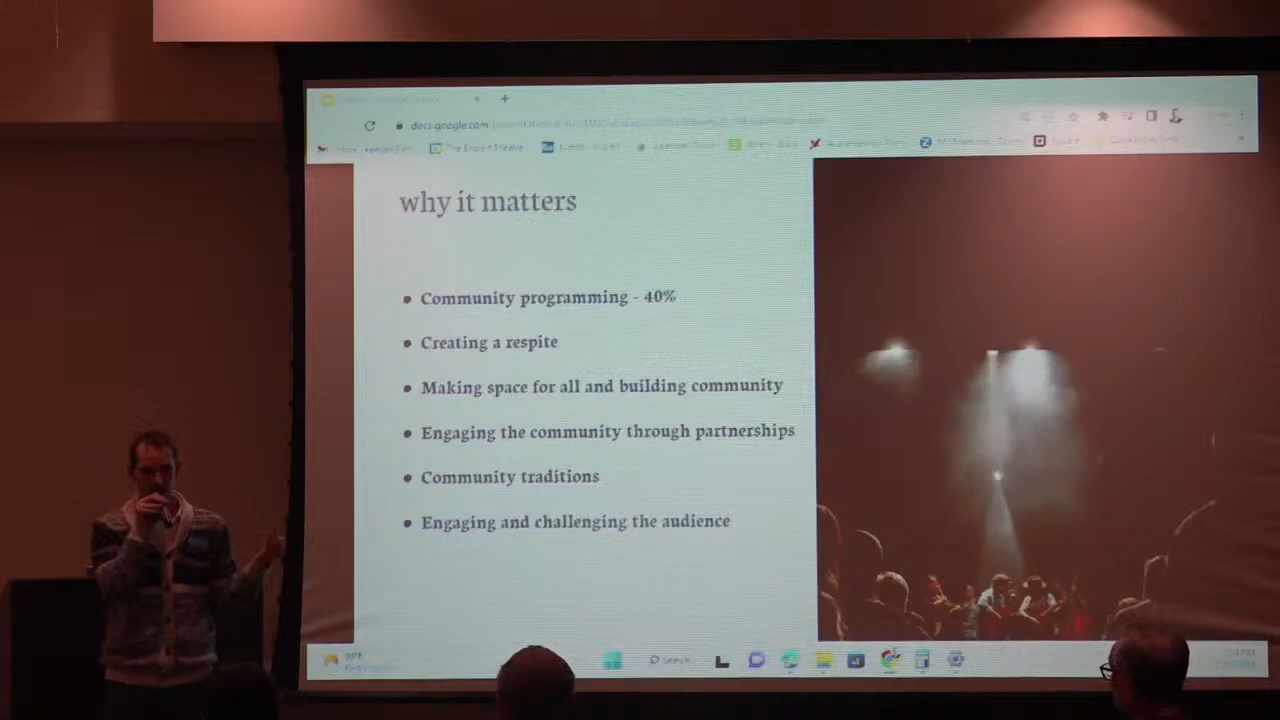 docs.google.com
why it matters
• Community programming - 40%
• Creating a respite
• Making space for all and building community
• Engaging the community through partnerships
• Community traditions
• Engaging and challenging the audience
Search